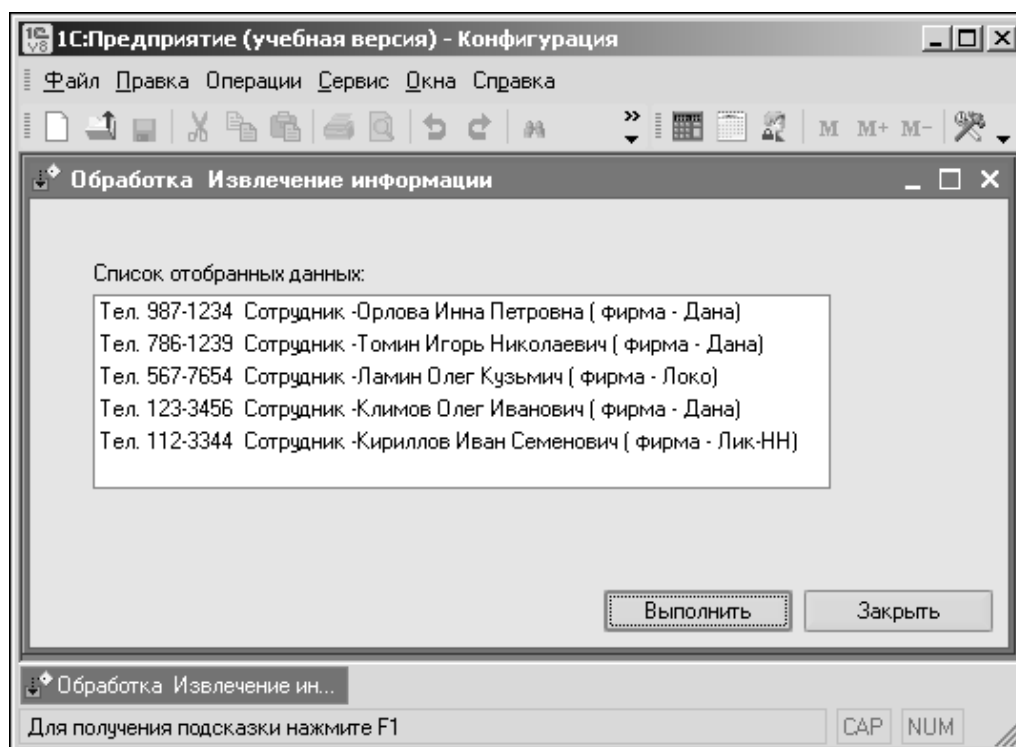 1С:Предприятие (учебная версия) - Конфигурация
Файл Правка Операции Сервис Окна Справка
M M+ M-
Обработка Извлечение информации
Список отобранных данных:
Тел. 987-1234 Сотрудник -Орлова Инна Петровна ( фирма - Дана)
Тел. 786-1239 Сотрудник -Томин Игорь Николаевич ( фирма - Дана)
Тел. 567-7654 Сотрудник -Ламин Олег Кузьмич ( фирма - Локо)
Тел. 123-3456 Сотрудник -Климов Олег Иванович ( фирма - Дана)
Тел. 112-3344 Сотрудник -Кириллов Иван Семенович ( фирма - Лик-НН)
Выполнить Закрыть
Обработка Извлечение ин...
Для получения подсказки нажмите F1 CAP NUM